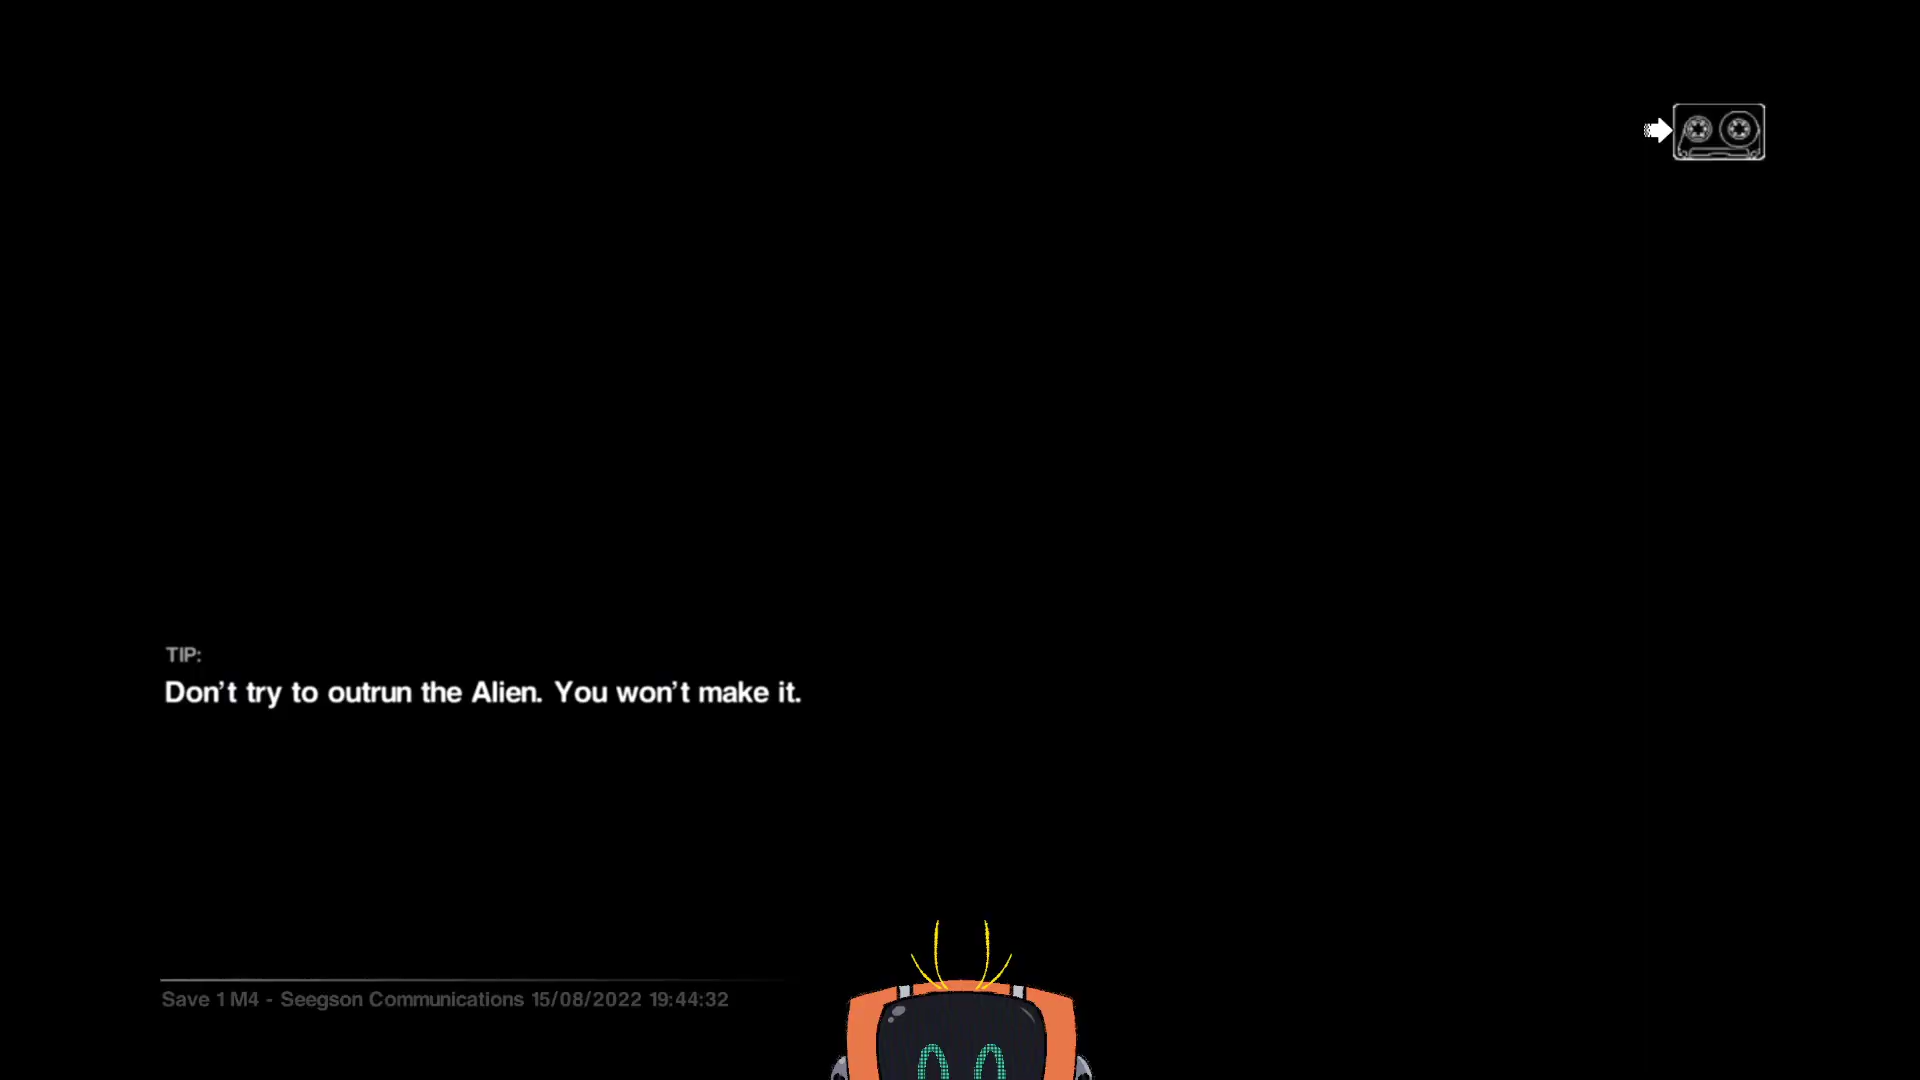 TIP:
Don’t try to outrun the Alien. You won’t make it.
Save 1 M4 - Seegson Communications 15/08/2022 19:44:32